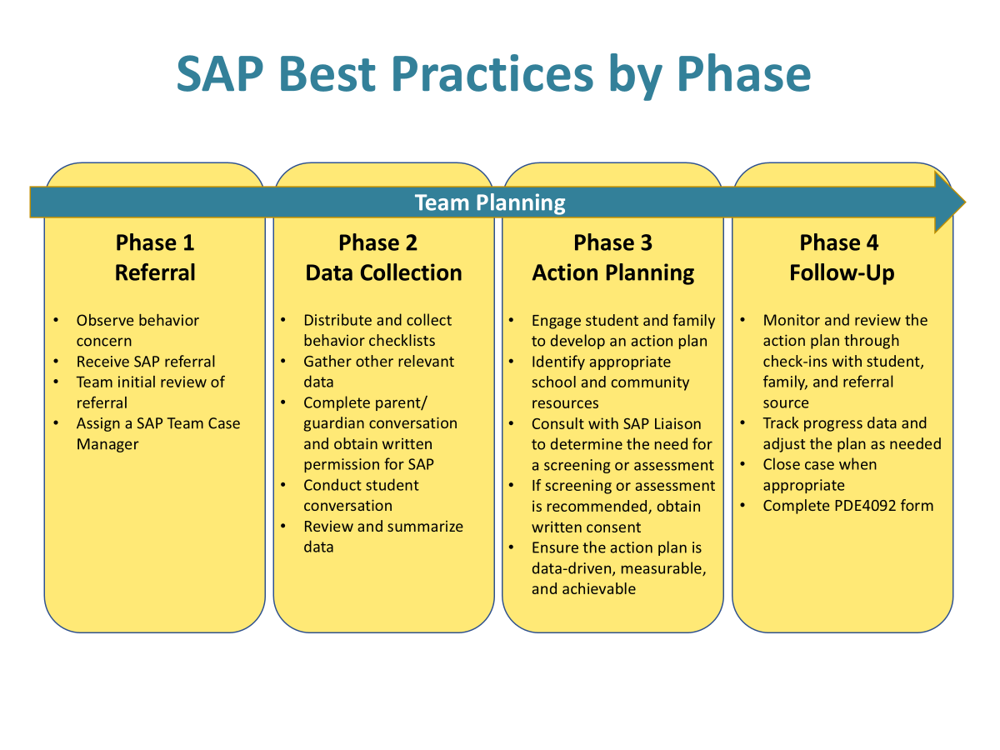 SAP Best Practices by Phase
Team Planning
Phase 1
Referral
• Observe behavior
concern
• Receive SAP referral
• Team initial review of
referral
• Assign a SAP Team Case
Manager
Phase 2
Data Collection
• Distribute and collect
behavior checklists
• Gather other relevant
data
• Complete parent/
guardian conversation
and obtain written
permission for SAP
• Conduct student
conversation
• Review and summarize
data
Phase 3
Action Planning
• Engage student and family
to develop an action plan
• Identify appropriate
school and community
resources
• Consult with SAP Liaison
to determine the need for
a screening or assessment
• If screening or assessment
is recommended, obtain
written consent
• Ensure the action plan is
data-driven, measurable,
and achievable
Phase 4
Follow-Up
• Monitor and review the
action plan through
check-ins with student,
family, and referral
source
• Track progress data and
adjust the plan as needed
• Close case when
appropriate
• Complete PDE4092 form